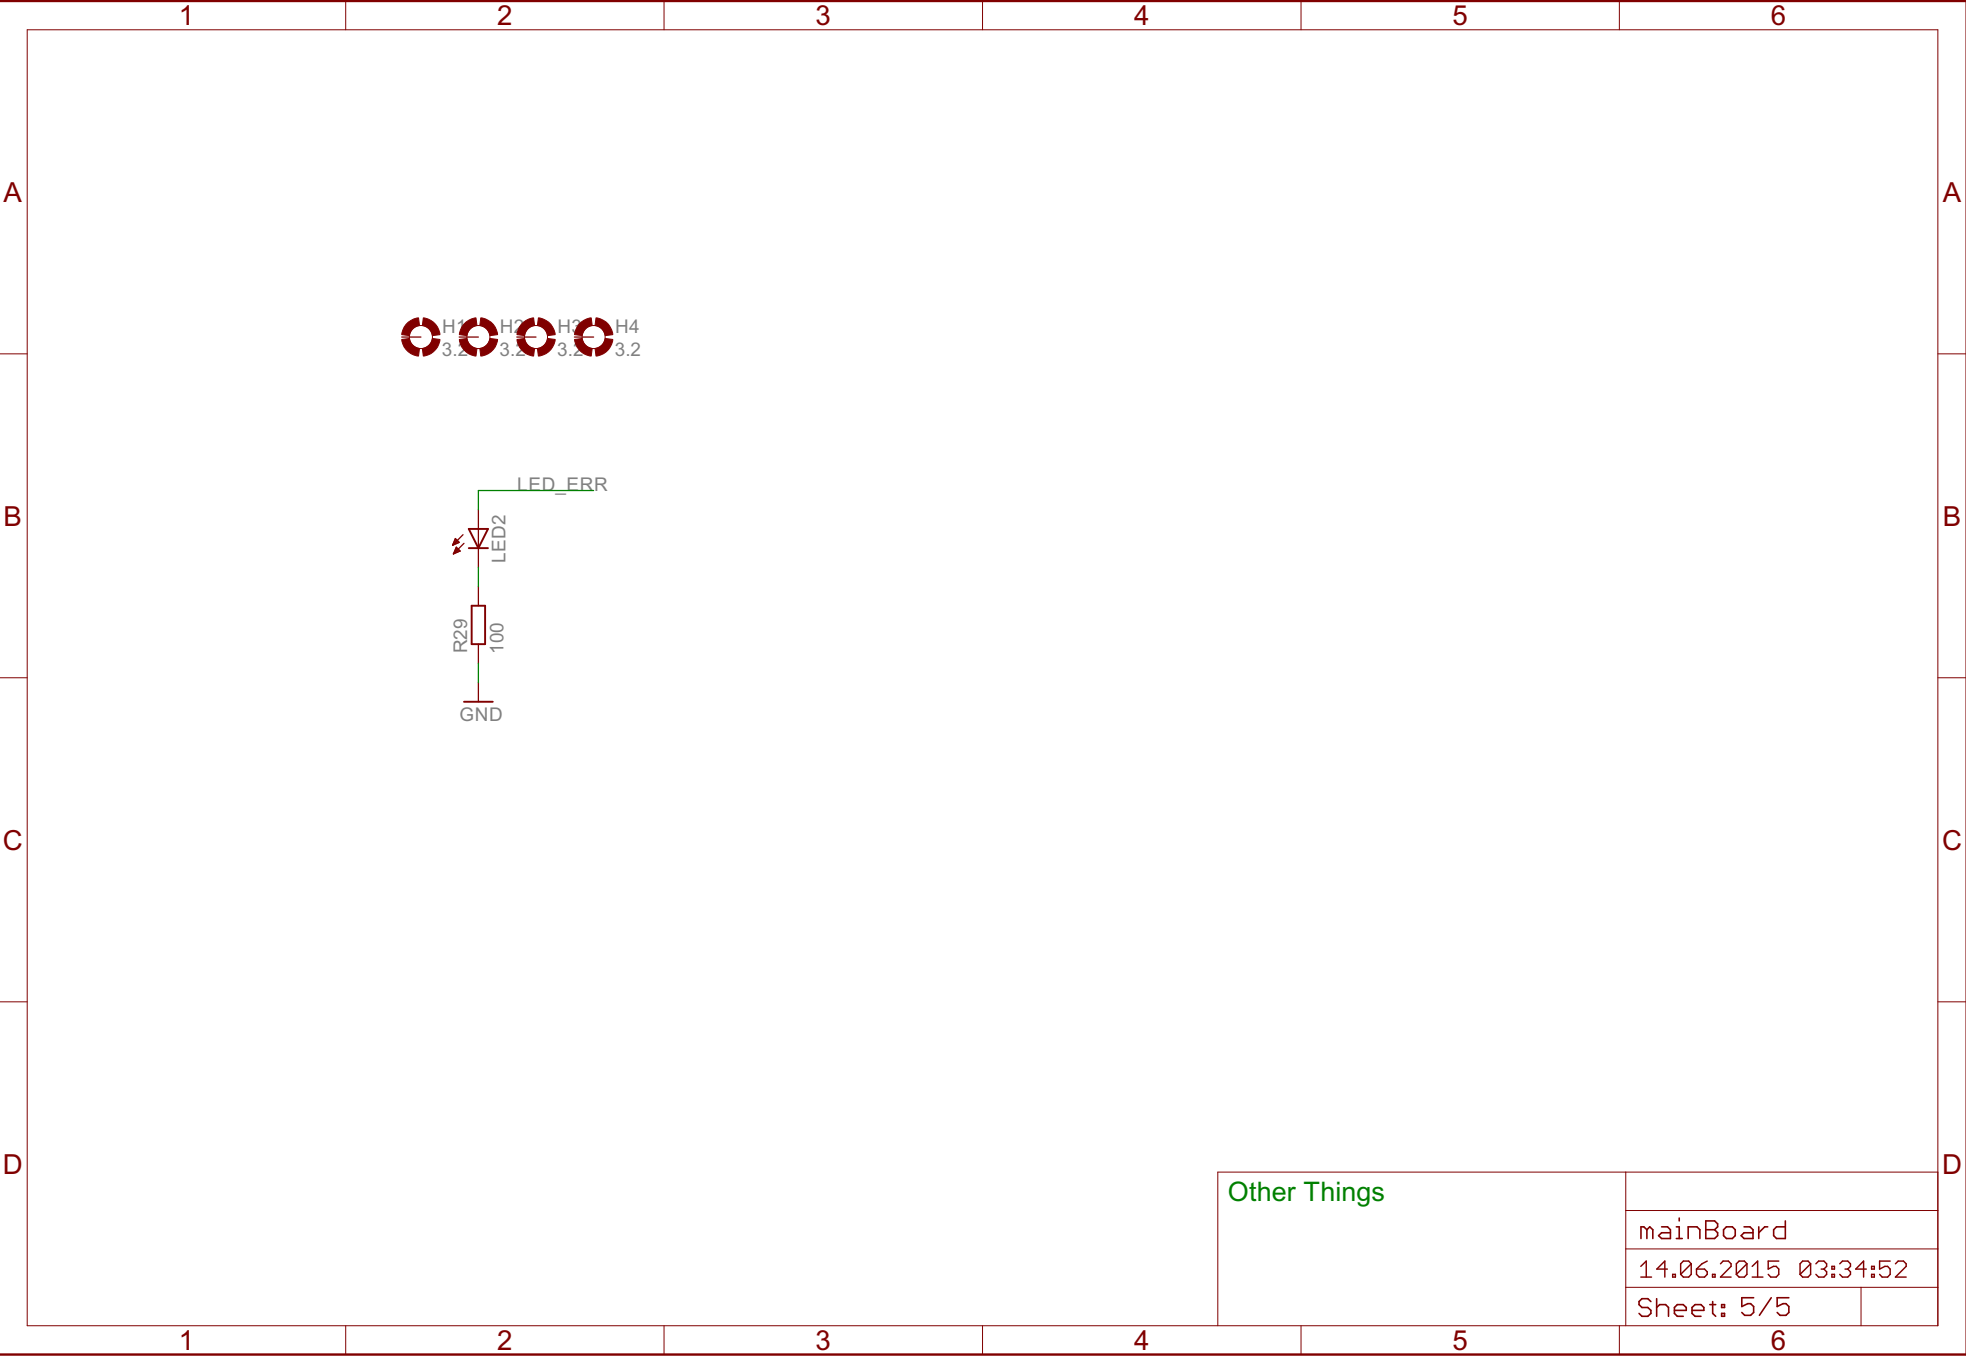 1 2 3 4 5 6
A A
H1 H2 H3 H4
3.2 3.2 3.2 3.2
LED_ERR
B B
LED2
R29
100
GND
C C
D D
Other Things
mainBoard
14.06.2015 03:34:52
Sheet: 5/5
1 2 3 4 5 6